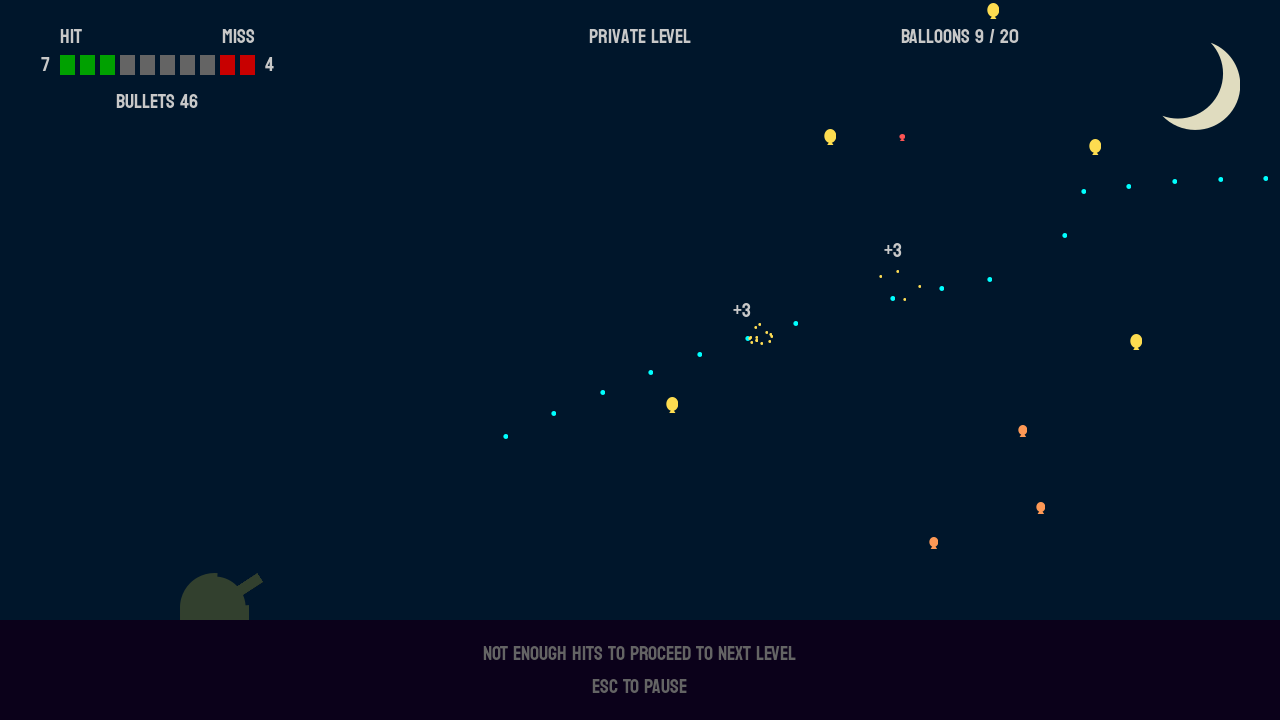 HIT MISS
7 4
BULLETS 46
PRIVATE LEVEL
BALLOONS 9 / 20
+3
+3
NOT ENOUGH HITS TO PROCEED TO NEXT LEVEL
ESC TO PAUSE